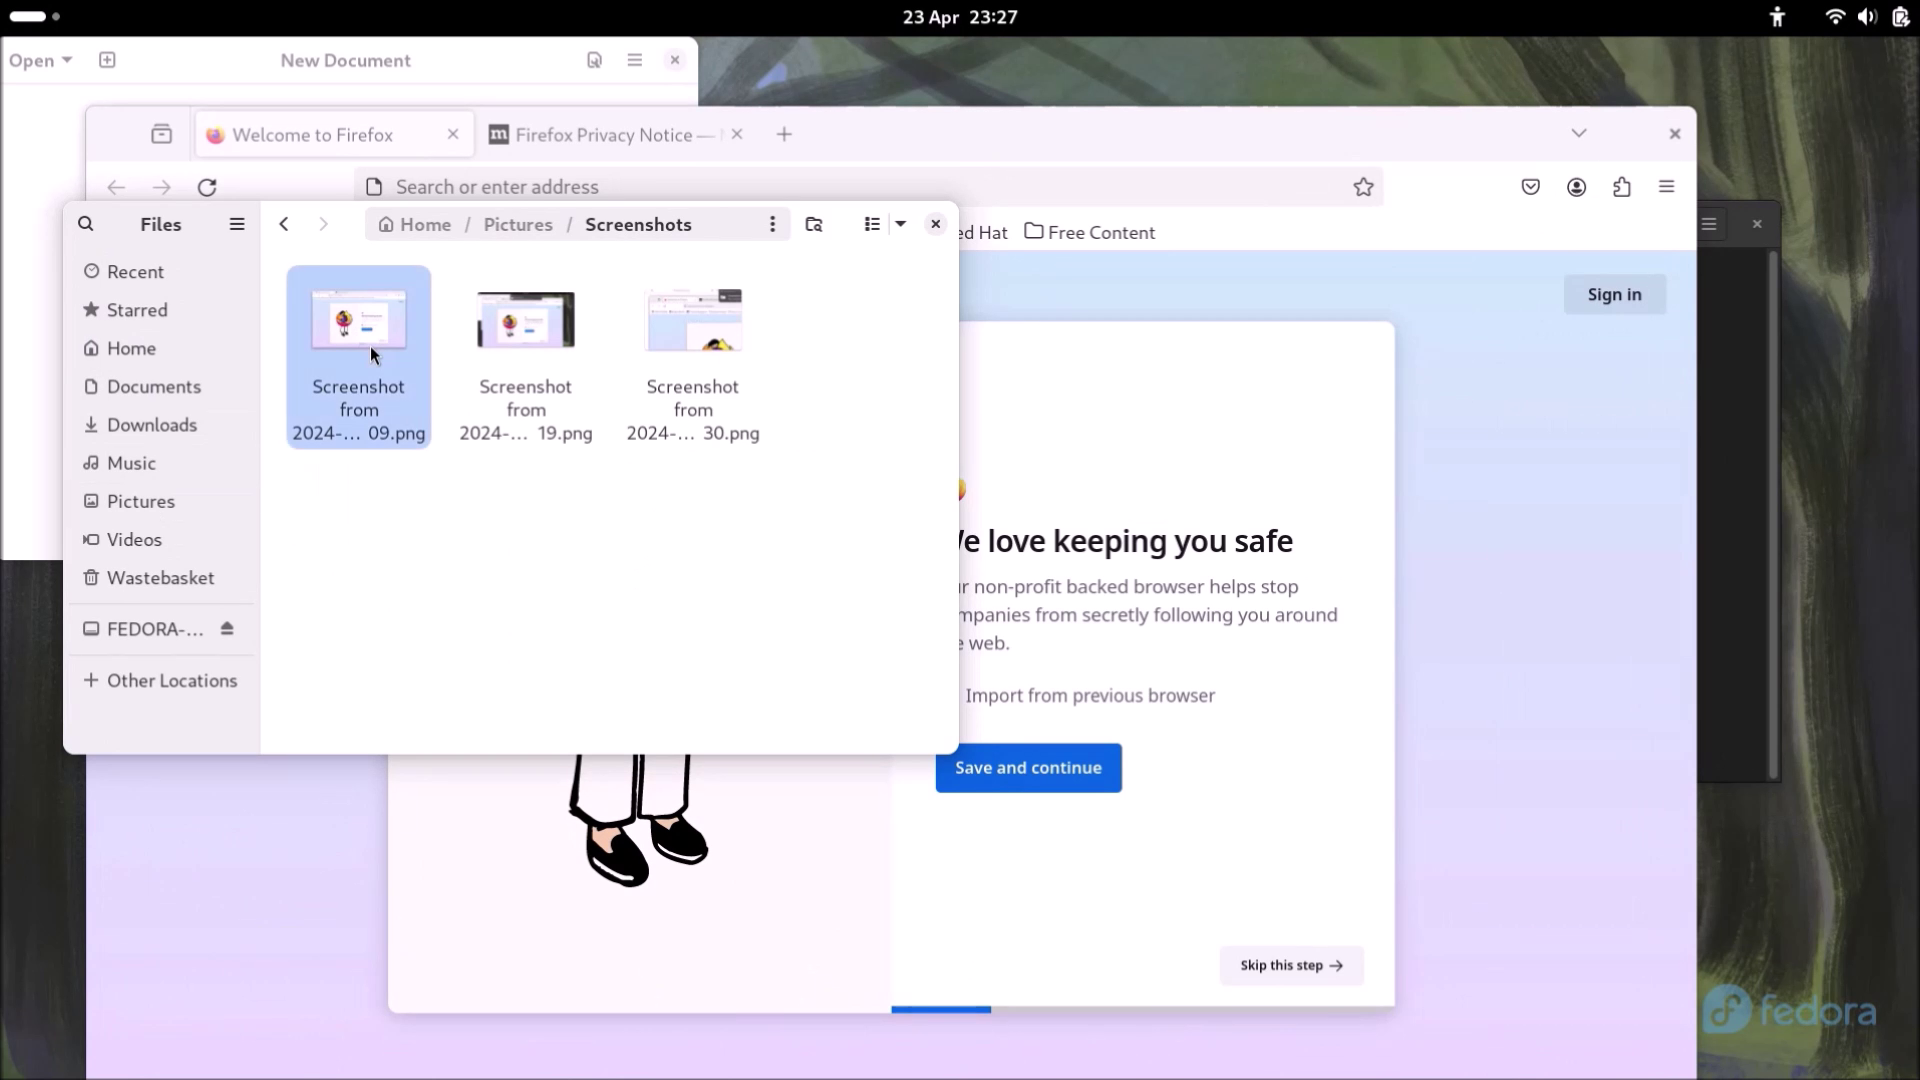 23 Apr 23:27
Open
New Document
Welcome to Firefox
Firefox Privacy Notice —
Search or enter address
Files
Home / Pictures / Screenshots
ed Hat
Free Content
Recent
Starred
Home
Documents
Downloads
Music
Pictures
Videos
Wastebasket
FEDORA-...
Other Locations
Screenshot
from
2024-... 09.png
Screenshot
from
2024-... 19.png
Screenshot
from
2024-... 30.png
Sign in
e love keeping you safe
r non-profit backed browser helps stop
mpanies from secretly following you around
e web.
Import from previous browser
Save and continue
Skip this step →
fedora